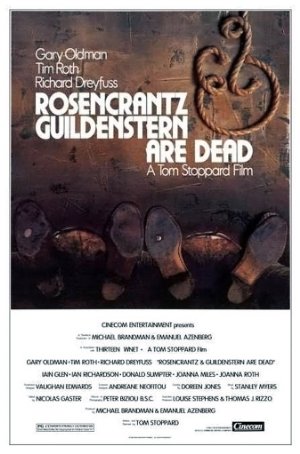 Gary Oldman
Tim Roth
Richard Dreyfuss
ROSENCRANTZ
GUILDENSTERN
ARE DEAD
A Tom Stoppard Film
CINECOM ENTERTAINMENT presents
MICHAEL BRANDMAN & EMANUEL AZENBERG
THIRTEEN WNET · A TOM STOPPARD Film
GARY OLDMAN · TIM ROTH · RICHARD DREYFUSS "ROSENCRANTZ & GUILDENSTERN ARE DEAD"
IAIN GLEN · IAN RICHARDSON · DONALD SUMPTER · JOANNA MILES · JOANNA ROTH
VAUGHAN EDWARDS ANDREANE NEOFITOU DOREEN JONES STANLEY MYERS
NICOLAS GASTER PETER BIZIOU B.S.C. LOUISE STEPHENS & THOMAS J. RIZZO
MICHAEL BRANDMAN & EMANUEL AZENBERG
TOM STOPPARD
PG
Cinecom